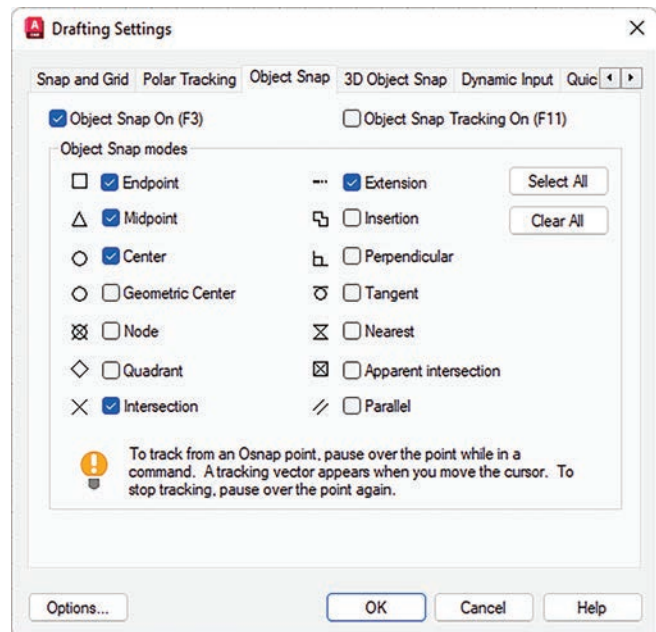 Drafting Settings
Snap and Grid Polar Tracking Object Snap 3D Object Snap Dynamic Input Quic
Object Snap On (F3) Object Snap Tracking On (F11)
Object Snap modes
Endpoint Extension Select All
Midpoint Insertion Clear All
Center Perpendicular
Geometric Center Tangent
Node Nearest
Quadrant Apparent intersection
Intersection Parallel
To track from an Osnap point, pause over the point while in a
command. A tracking vector appears when you move the cursor. To
stop tracking, pause over the point again.
Options... OK Cancel Help